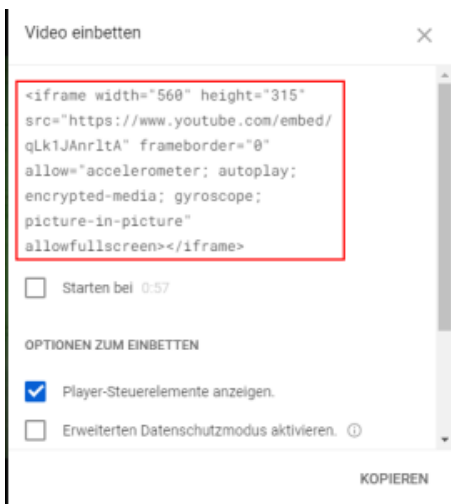 Video einbetten
<iframe width="560" height="315"
src="https://www.youtube.com/embed/
qLk1JAnrltA" frameborder="0"
allow="accelerometer; autoplay;
encrypted-media; gyroscope;
picture-in-picture"
allowfullscreen></iframe>
Starten bei 0:57
OPTIONEN ZUM EINBETTEN
Player-Steuerelemente anzeigen.
Erweiterten Datenschutzmodus aktivieren.
KOPIEREN